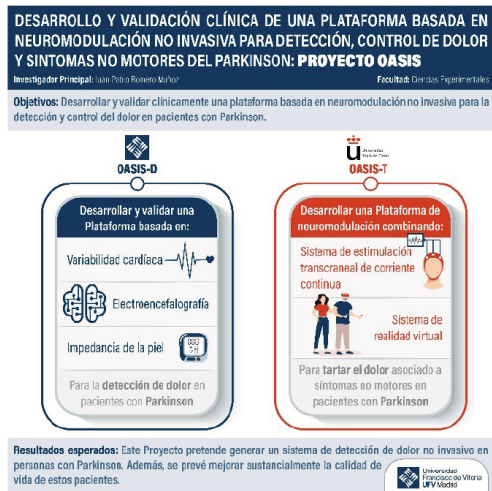 DESARROLLO Y VALIDACIÓN CLÍNICA DE UNA PLATAFORMA BASADA EN
NEUROMODULACIÓN NO INVASIVA PARA DETECCIÓN, CONTROL DE DOLOR
Y SINTOMAS NO MOTORES DEL PARKINSON: PROYECTO OASIS
Investigador Principal: Juan Pablo Romero Muñoz
Facultad: Ciencias Experimentales
Objetivos: Desarrollar y validar clínicamente una plataforma basada en neuromodulación no invasiva para la
detección y control del dolor en pacientes con Parkinson.
OASIS-D
Desarrollar y validar una
Plataforma basada en:
Variabilidad cardíaca
Electroencefalografía
Impedancia de la piel
Para la detección de dolor en
pacientes con Parkinson
Universidad
OASIS-T
Desarrollar una Plataforma de
neuromodulación combinando:
Sistema de estimulación
transcraneal de corriente
continua
Sistema de
realidad virtual
Para tartar el dolor asociado a
síntomas no motores en
pacientes con Parkinson
Resultados esperados: Este Proyecto pretende generar un sistema de detección de dolor no invasivo en
personas con Parkinson. Además, se prevé mejorar sustancialmente la calidad de
vida de estos pacientes.
Universidad
Francisco de Vitoria
UFV Madrid